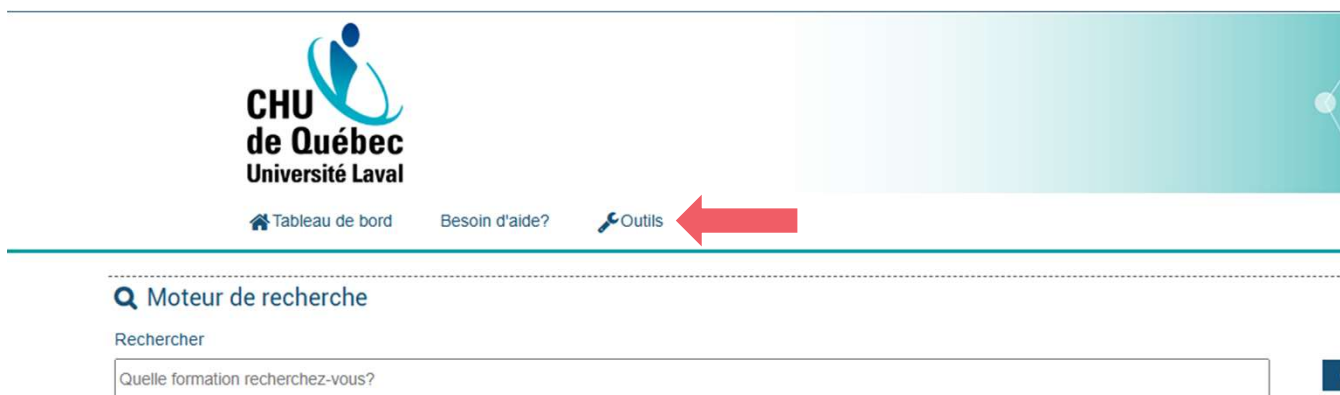 CHU
de Québec
Université Laval
Tableau de bord Besoin d'aide? Outils
Moteur de recherche
Rechercher
Quelle formation recherchez-vous?